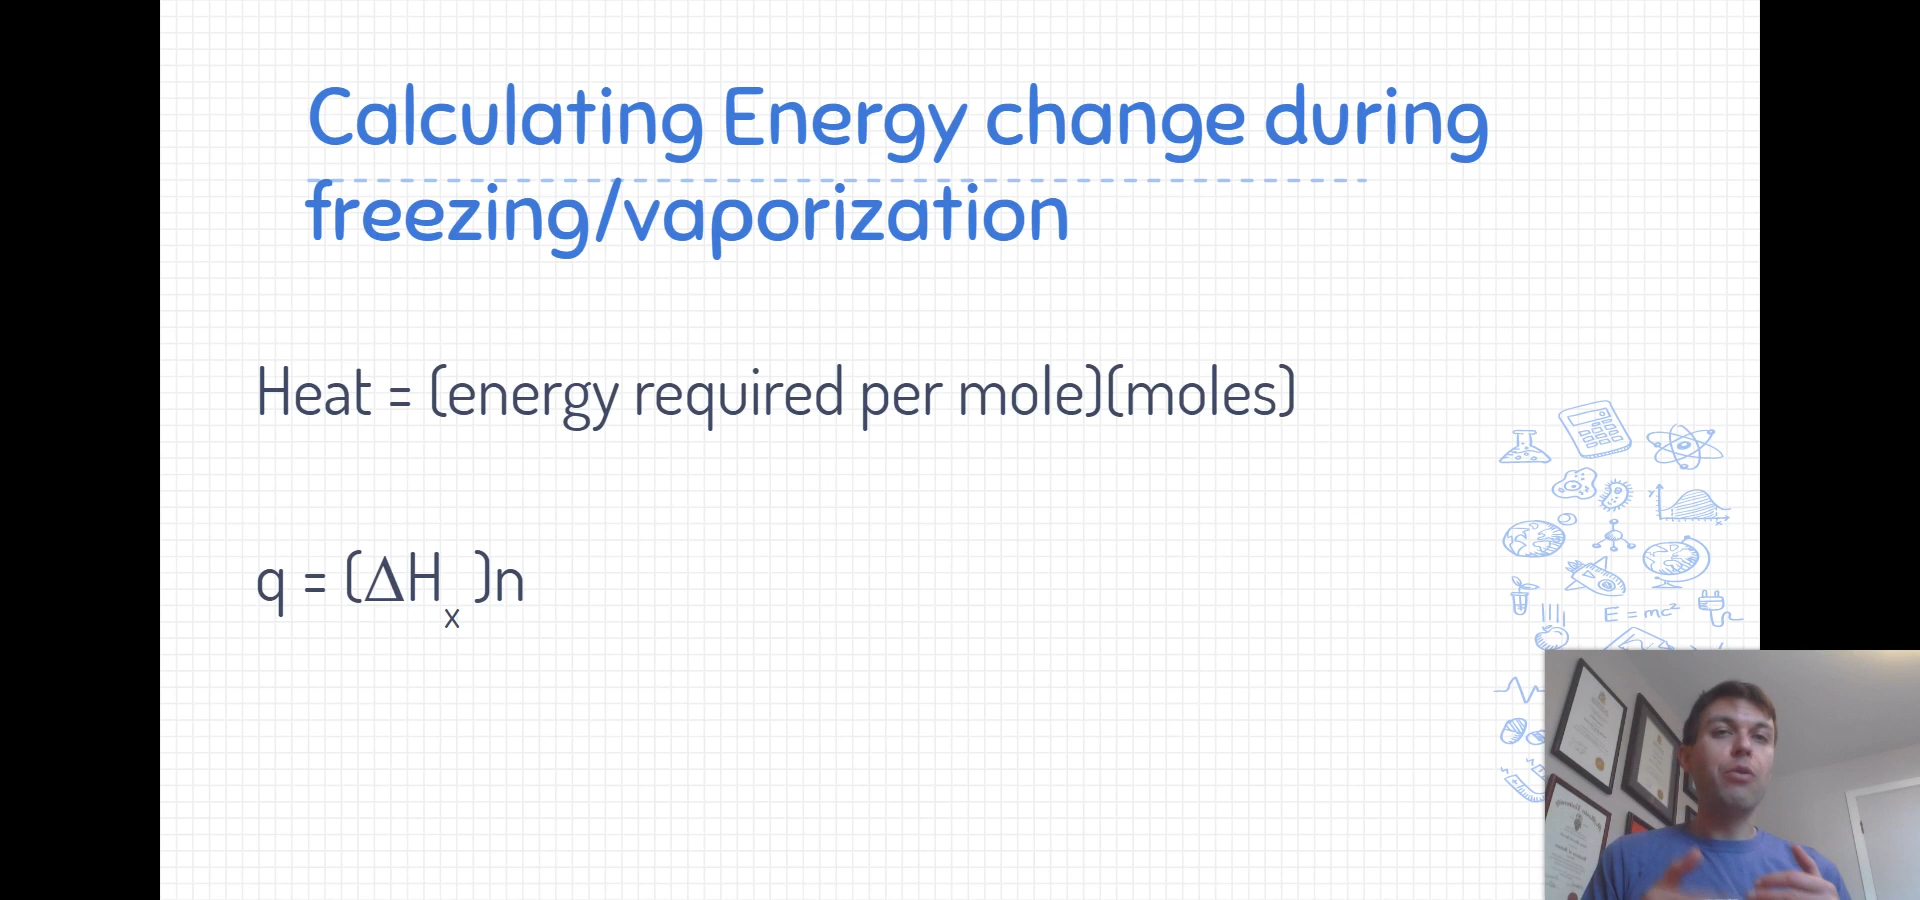 Calculating Energy change during
freezing/vaporization
Heat = (energy required per mole)(moles)
q = (ΔHₓ)n
y
x
E = mc²